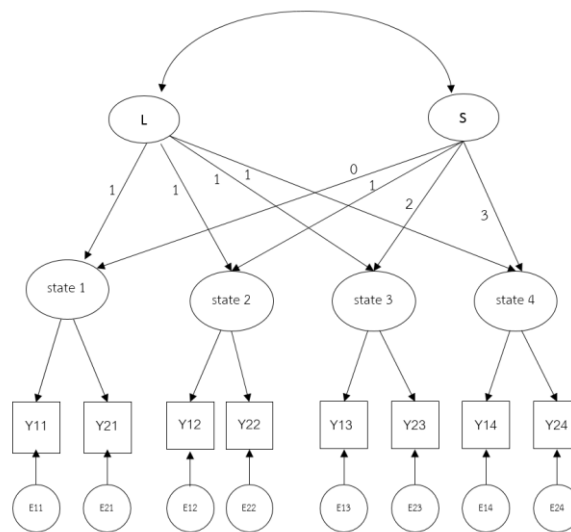 L S
0
1 1 1 1 1
2
3
state 1 state 2 state 3 state 4
Y11 Y21 Y12 Y22 Y13 Y23 Y14 Y24
E11 E21 E12 E22 E13 E23 E14 E24